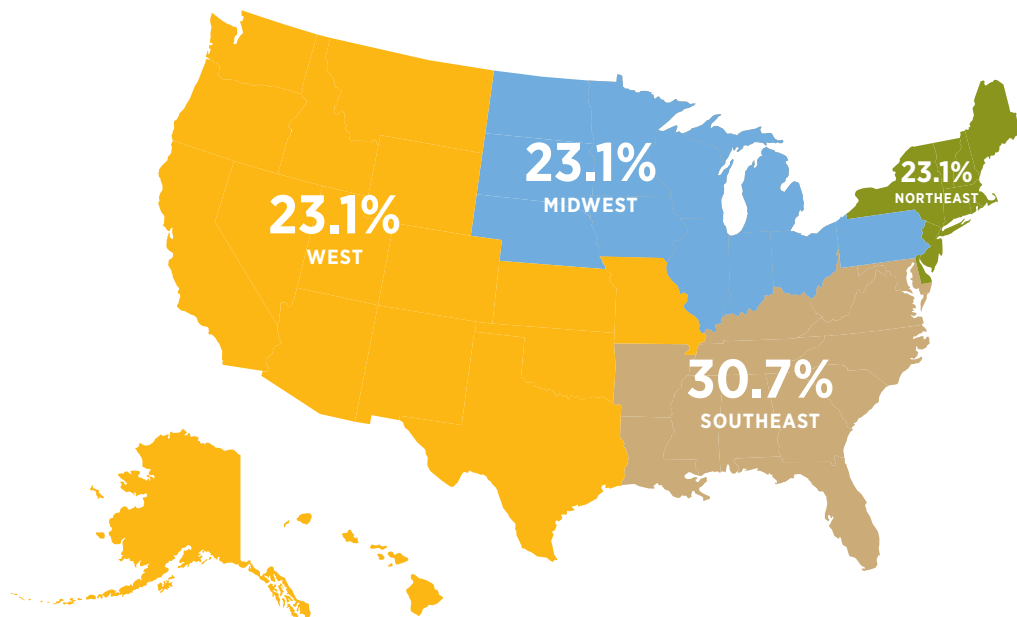 23.1%
WEST
23.1%
MIDWEST
23.1%
NORTHEAST
30.7%
SOUTHEAST